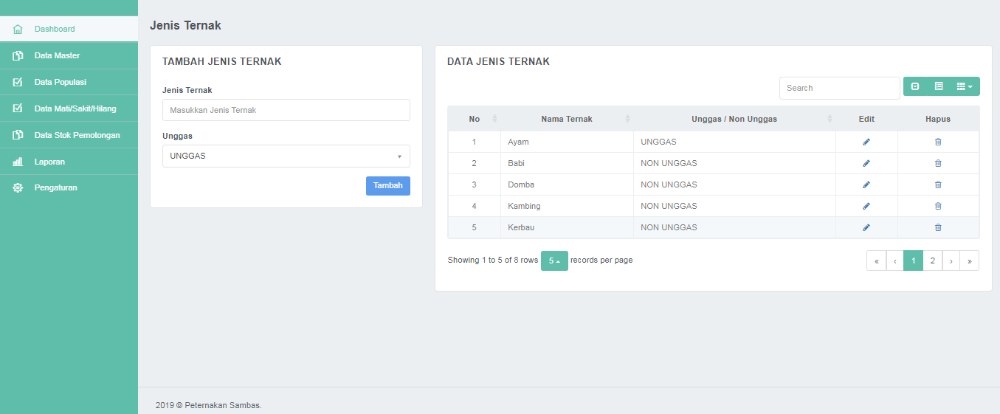 Dashboard
Data Master
Data Populasi
Data Mati/Sakit/Hilang
Data Stok Pemotongan
Laporan
Pengaturan
Jenis Ternak
TAMBAH JENIS TERNAK
Jenis Ternak
Masukkan Jenis Ternak
Unggas
UNGGAS
Tambah
DATA JENIS TERNAK
Search
No Nama Ternak Unggas / Non Unggas Edit Hapus
1 Ayam UNGGAS
2 Babi NON UNGGAS
3 Domba NON UNGGAS
4 Kambing NON UNGGAS
5 Kerbau NON UNGGAS
Showing 1 to 5 of 8 rows 5 records per page « ‹ 1 2 › »
2019 © Peternakan Sambas.